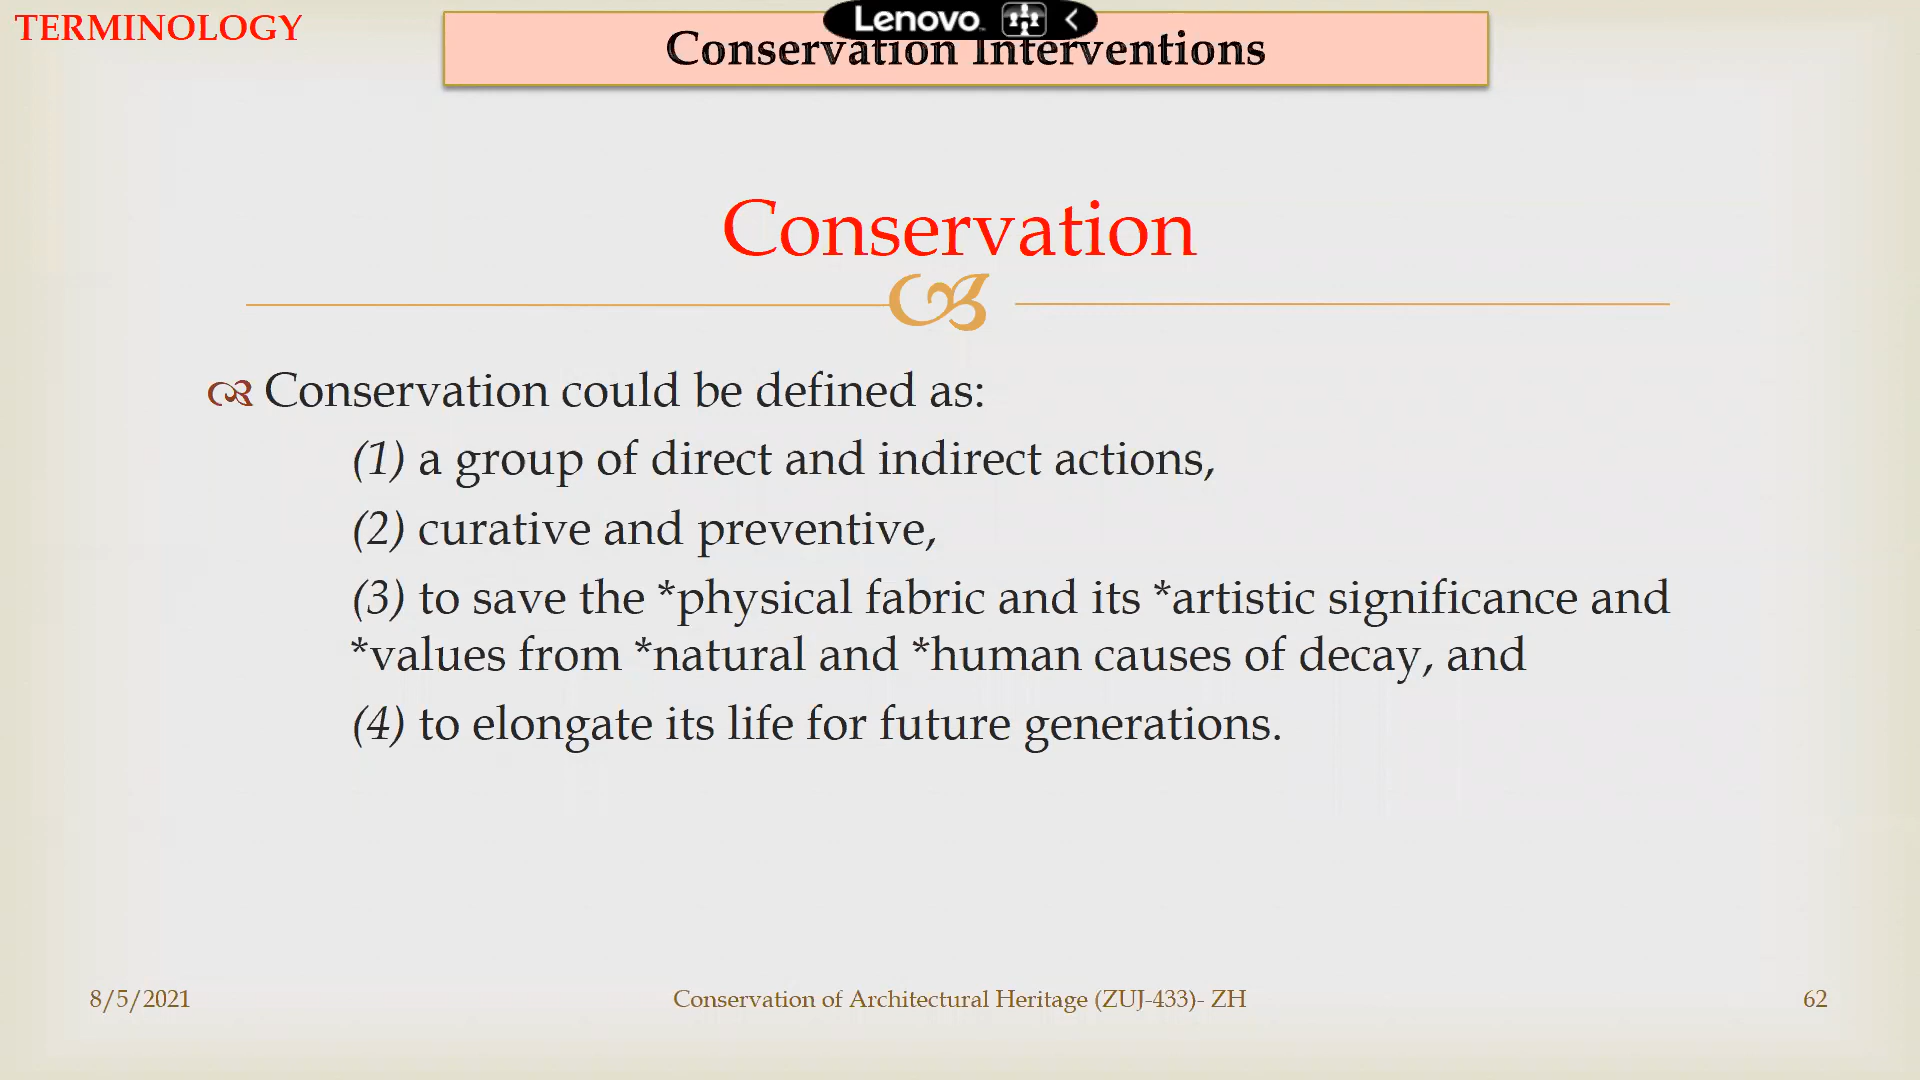 TERMINOLOGY
Lenovo
Conservation Interventions
Conservation
Conservation could be defined as:
(1) a group of direct and indirect actions,
(2) curative and preventive,
(3) to save the *physical fabric and its *artistic significance and
*values from *natural and *human causes of decay, and
(4) to elongate its life for future generations.
8/5/2021
Conservation of Architectural Heritage (ZUJ-433)- ZH
62